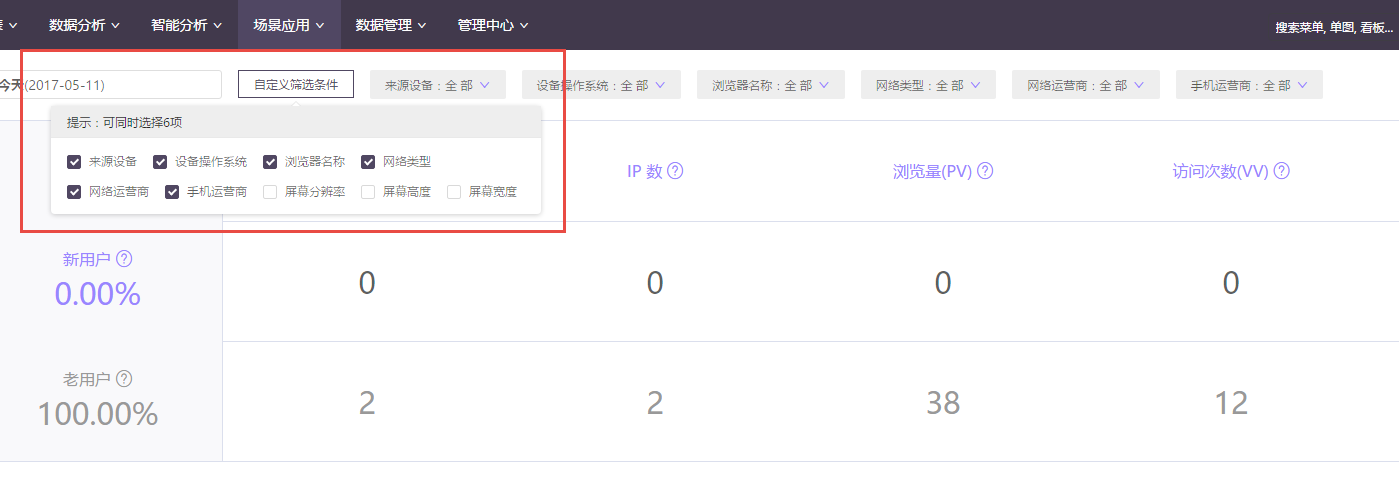 数据分析 智能分析 场景应用 数据管理 管理中心 搜索菜单, 单图, 看板...
今天(2017-05-11) 自定义筛选条件 来源设备：全 部 设备操作系统：全 部 浏览器名称：全 部 网络类型：全 部 网络运营商：全 部 手机运营商：全 部
提示：可同时选择6项
来源设备 设备操作系统 浏览器名称 网络类型
网络运营商 手机运营商 屏幕分辨率 屏幕高度 屏幕宽度
IP 数 ? 浏览量(PV) ? 访问次数(VV) ?
新用户 ?
0.00% 0 0 0 0
老用户 ?
100.00% 2 2 38 12